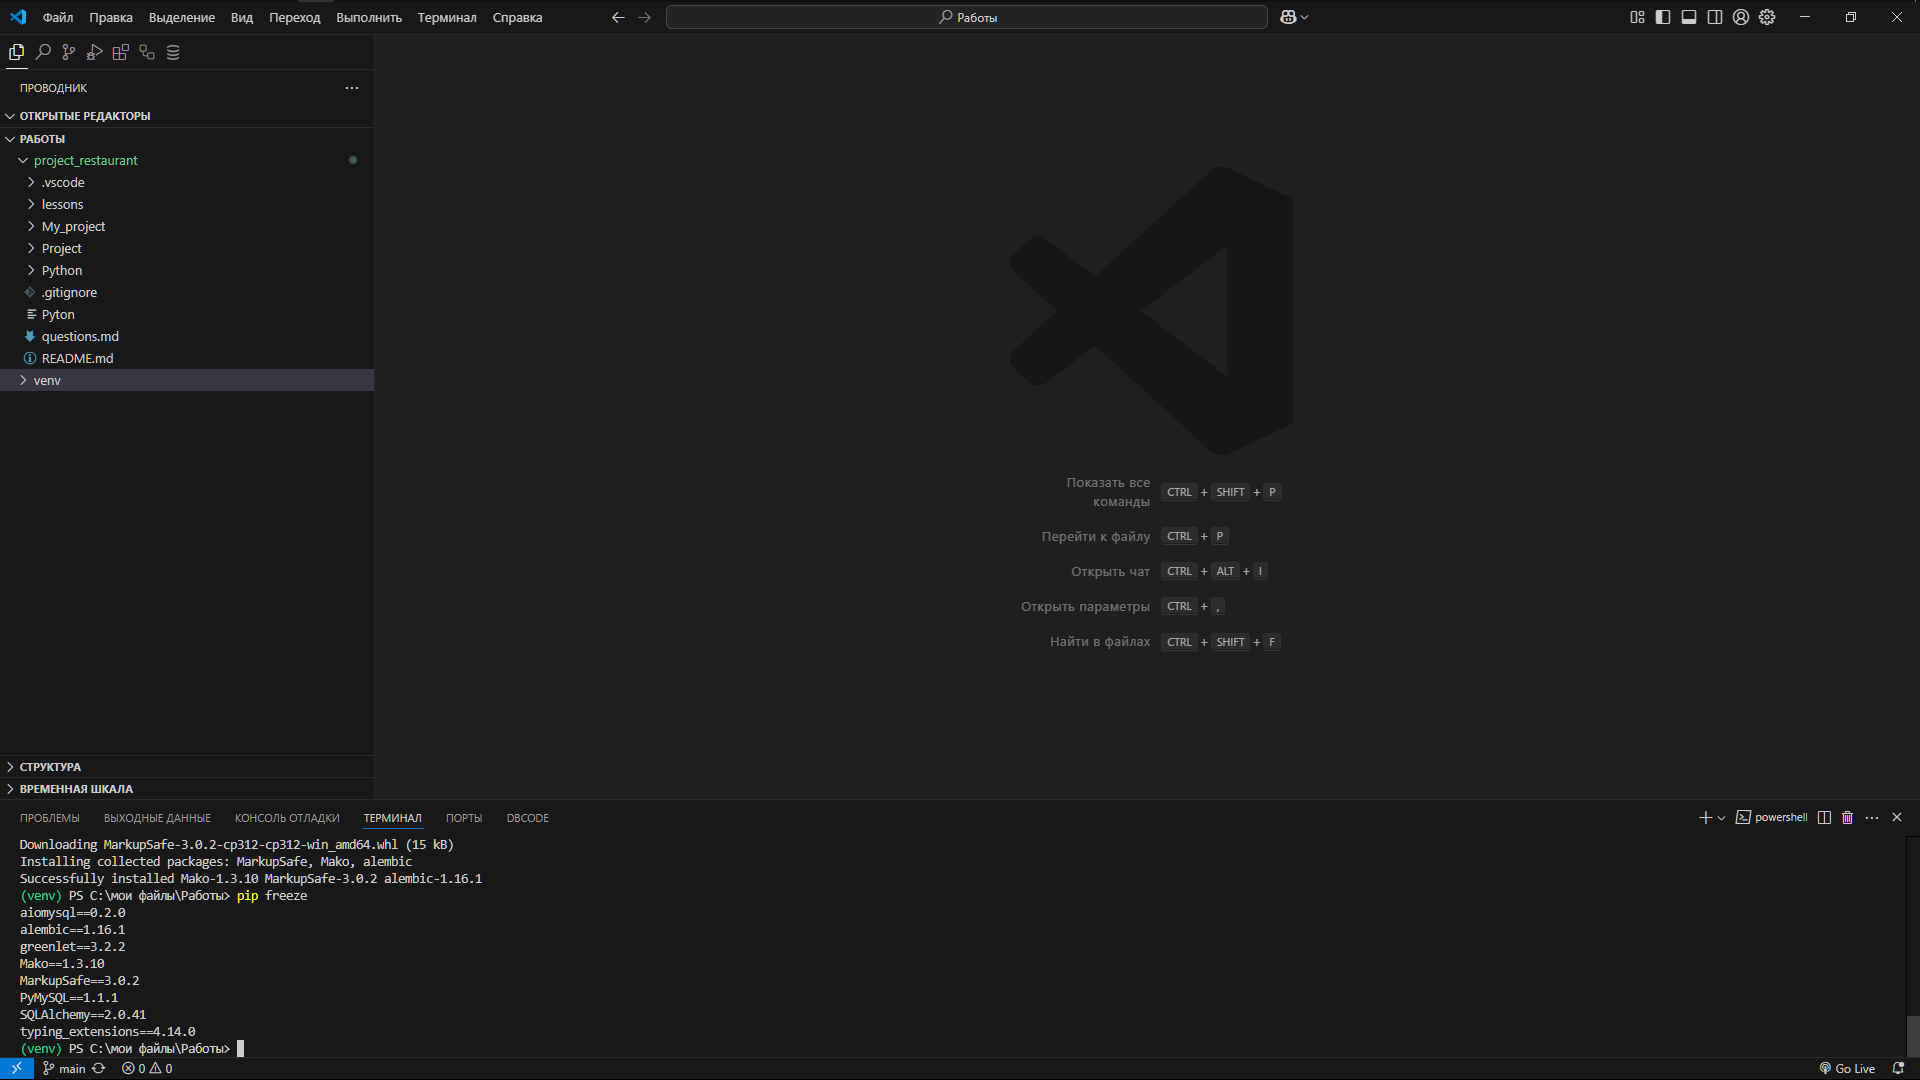 Файл Правка Выделение Вид Переход Выполнить Терминал Справка
Работы
ПРОВОДНИК
ОТКРЫТЫЕ РЕДАКТОРЫ
РАБОТЫ
project_restaurant
.vscode
lessons
My_project
Project
Python
.gitignore
Pyton
questions.md
README.md
venv
СТРУКТУРА
ВРЕМЕННАЯ ШКАЛА
Показать все
команды CTRL + SHIFT + P
Перейти к файлу CTRL + P
Открыть чат CTRL + ALT + I
Открыть параметры CTRL + ,
Найти в файлах CTRL + SHIFT + F
ПРОБЛЕМЫ ВЫХОДНЫЕ ДАННЫЕ КОНСОЛЬ ОТЛАДКИ ТЕРМИНАЛ ПОРТЫ DBCODE
powershell
Downloading MarkupSafe-3.0.2-cp312-cp312-win_amd64.whl (15 kB)
Installing collected packages: MarkupSafe, Mako, alembic
Successfully installed Mako-1.3.10 MarkupSafe-3.0.2 alembic-1.16.1
(venv) PS C:\мои файлы\Работы> pip freeze
aiomysql==0.2.0
alembic==1.16.1
greenlet==3.2.2
Mako==1.3.10
MarkupSafe==3.0.2
PyMySQL==1.1.1
SQLAlchemy==2.0.41
typing_extensions==4.14.0
(venv) PS C:\мои файлы\Работы>
main 0 0
Go Live